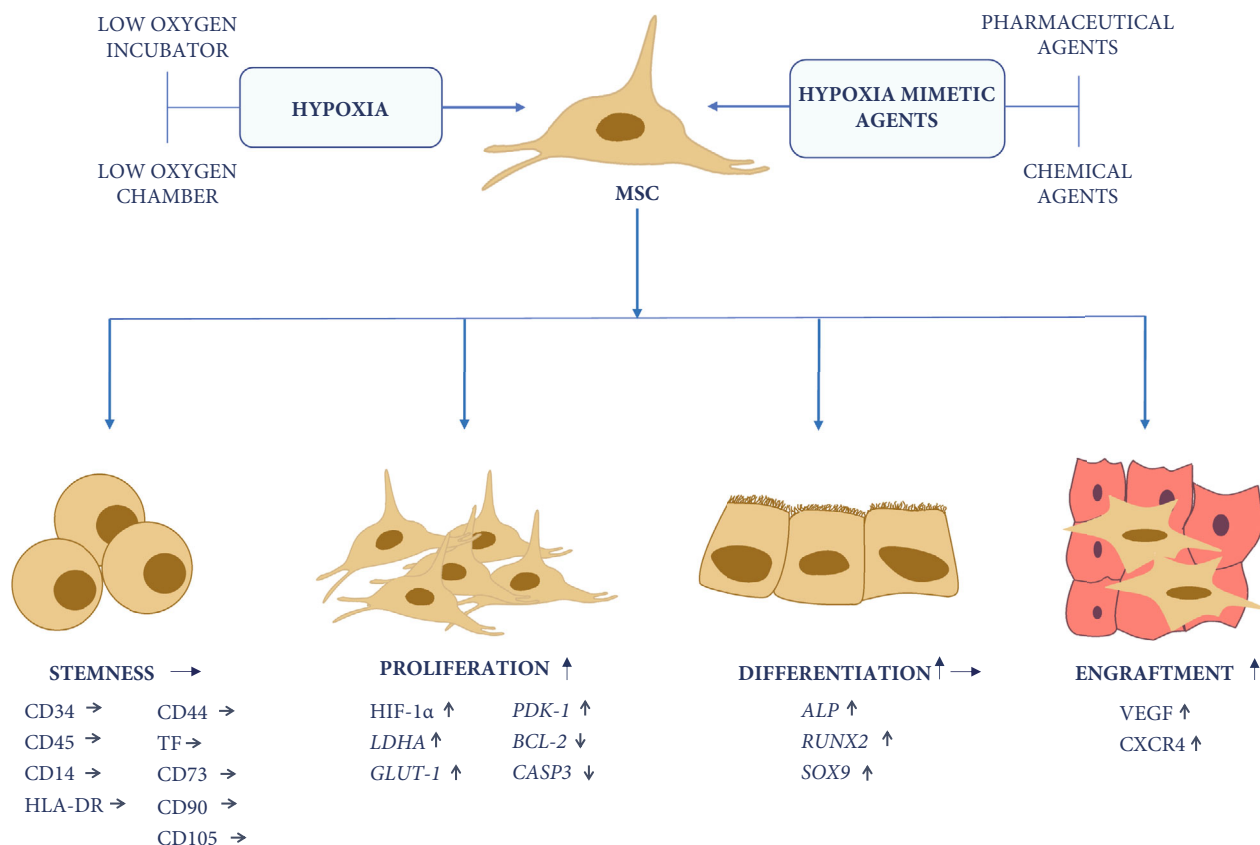 LOW OXYGEN
INCUBATOR
HYPOXIA
LOW OXYGEN
CHAMBER
MSC
PHARMACEUTICAL
AGENTS
HYPOXIA MIMETIC
AGENTS
CHEMICAL
AGENTS
STEMNESS →
CD34 →
CD45 →
CD14 →
HLA-DR →
CD44 →
TF →
CD73 →
CD90 →
CD105 →
PROLIFERATION ↑
HIF-1α ↑
LDHA ↑
GLUT-1 ↑
PDK-1 ↑
BCL-2 ↓
CASP3 ↓
DIFFERENTIATION ↑ →
ALP ↑
RUNX2 ↑
SOX9 ↑
ENGRAFTMENT ↑
VEGF ↑
CXCR4 ↑